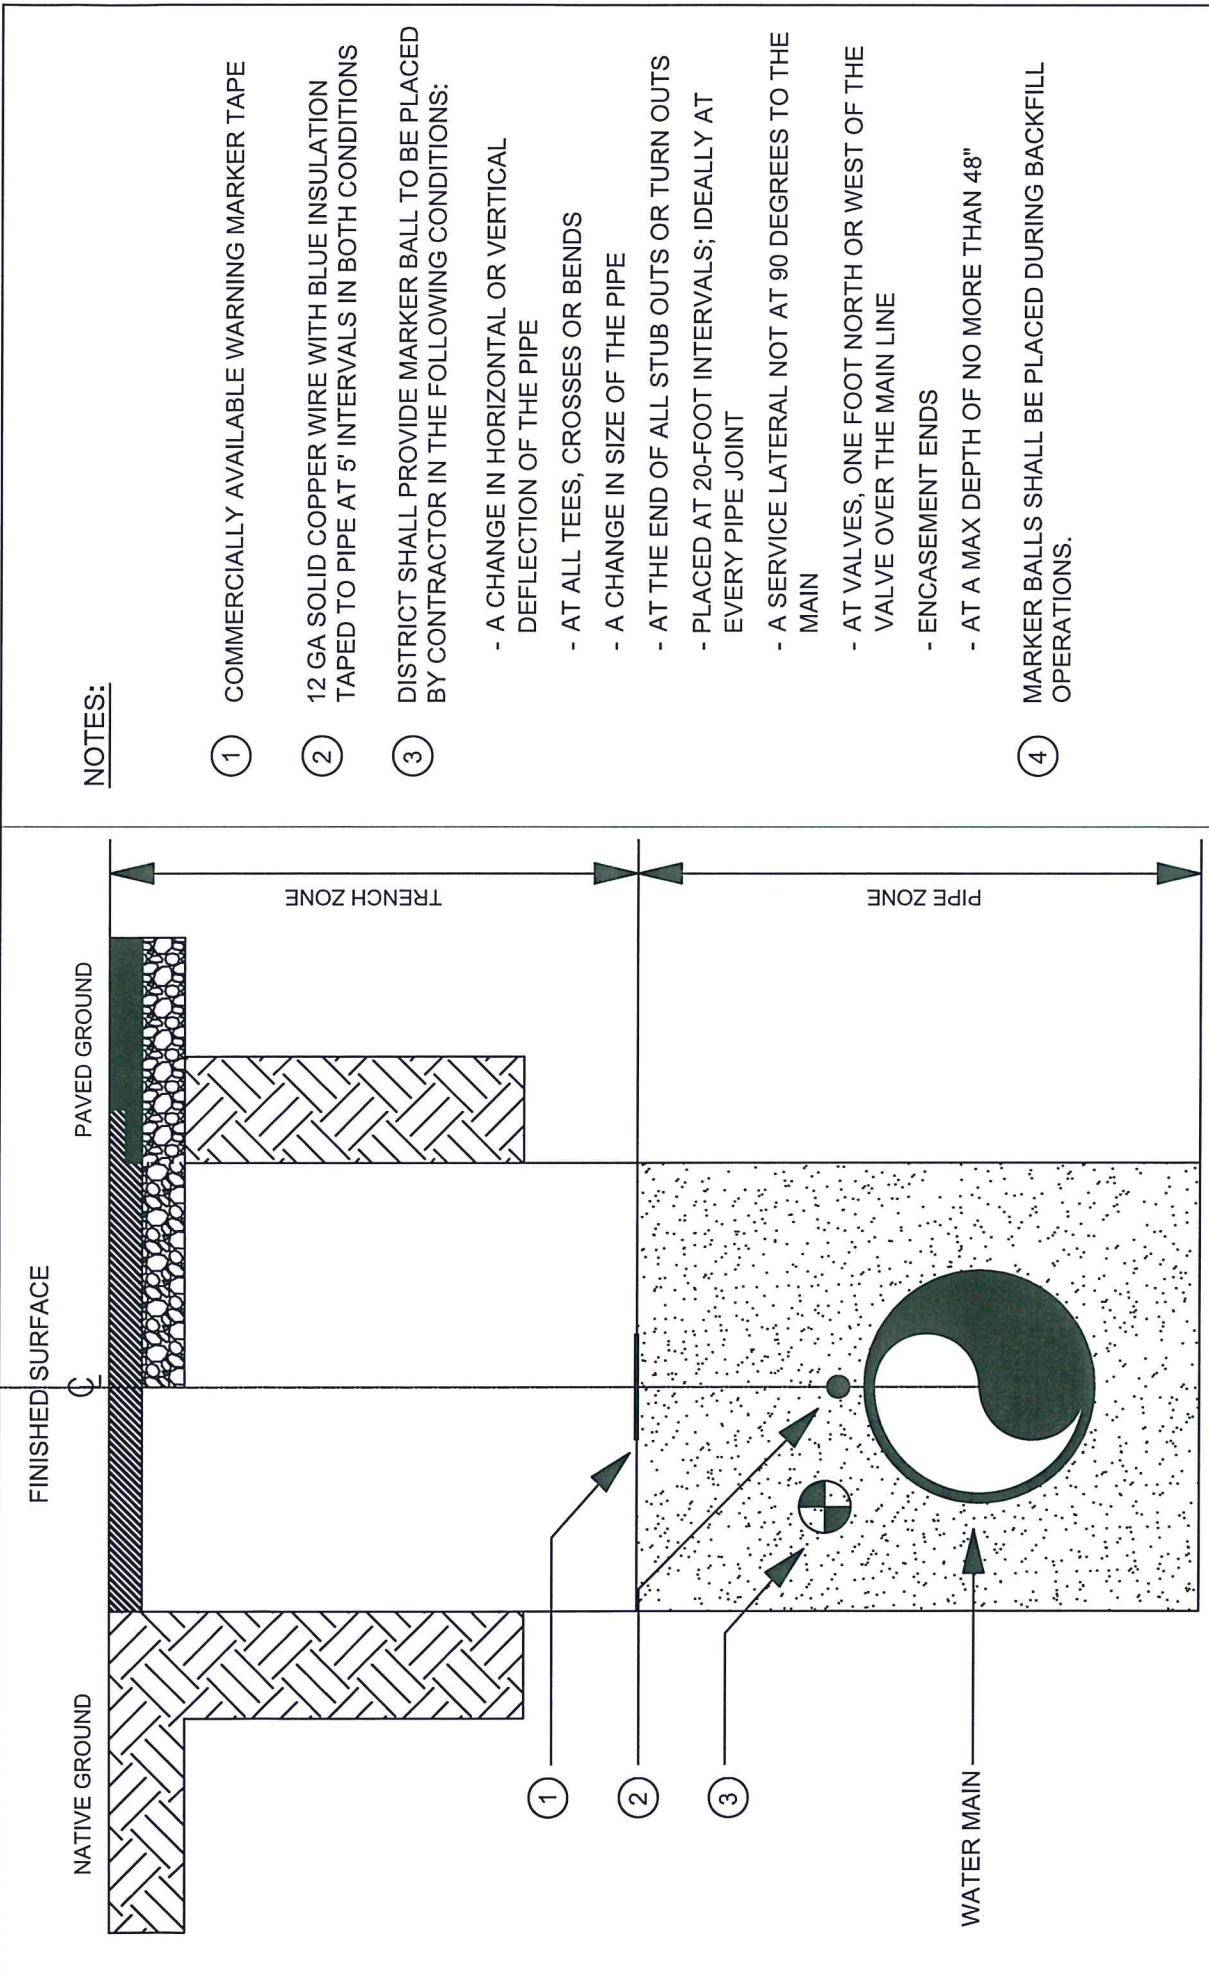 FINISHED SURFACE
NATIVE GROUND
PAVED GROUND
CL
TRENCH ZONE
PIPE ZONE
1
2
3
WATER MAIN
NOTES:
1 COMMERCIALLY AVAILABLE WARNING MARKER TAPE
2 12 GA SOLID COPPER WIRE WITH BLUE INSULATION
TAPED TO PIPE AT 5' INTERVALS IN BOTH CONDITIONS
3 DISTRICT SHALL PROVIDE MARKER BALL TO BE PLACED
BY CONTRACTOR IN THE FOLLOWING CONDITIONS:
- A CHANGE IN HORIZONTAL OR VERTICAL
DEFLECTION OF THE PIPE
- AT ALL TEES, CROSSES OR BENDS
- A CHANGE IN SIZE OF THE PIPE
- AT THE END OF ALL STUB OUTS OR TURN OUTS
- PLACED AT 20-FOOT INTERVALS; IDEALLY AT
EVERY PIPE JOINT
- A SERVICE LATERAL NOT AT 90 DEGREES TO THE
MAIN
- AT VALVES, ONE FOOT NORTH OR WEST OF THE
VALVE OVER THE MAIN LINE
- ENCASEMENT ENDS
- AT A MAX DEPTH OF NO MORE THAN 48"
4 MARKER BALLS SHALL BE PLACED DURING BACKFILL
OPERATIONS.